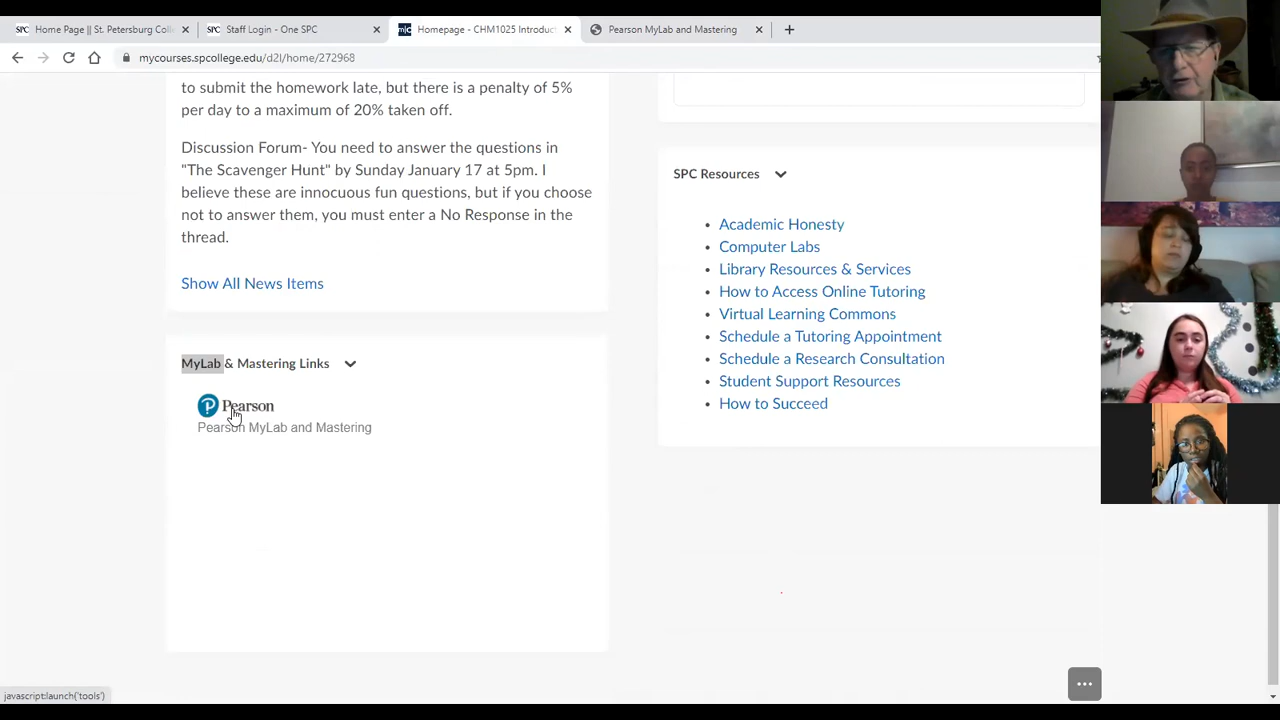 Home Page || St. Petersburg Coll
Staff Login - One SPC
Homepage - CHM1025 Introduct
Pearson MyLab and Mastering
mycourses.spcollege.edu/d2l/home/272968
to submit the homework late, but there is a penalty of 5%
per day to a maximum of 20% taken off.
Discussion Forum- You need to answer the questions in
"The Scavenger Hunt" by Sunday January 17 at 5pm. I
believe these are innocuous fun questions, but if you choose
not to answer them, you must enter a No Response in the
thread.
Show All News Items
MyLab & Mastering Links
Pearson
Pearson MyLab and Mastering
SPC Resources
• Academic Honesty
• Computer Labs
• Library Resources & Services
• How to Access Online Tutoring
• Virtual Learning Commons
• Schedule a Tutoring Appointment
• Schedule a Research Consultation
• Student Support Resources
• How to Succeed
javascript:launch('tools')